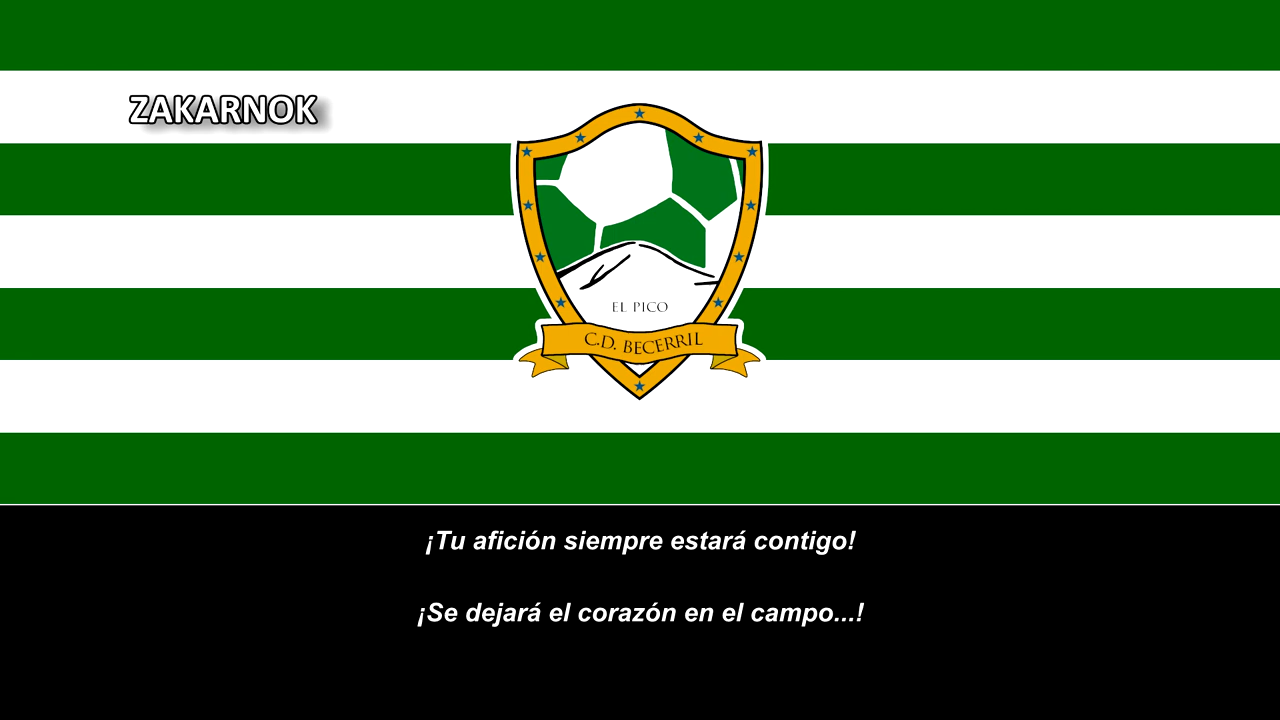 ZAKARNOK
EL PICO
C.D. BECERRIL
¡Tu afición siempre estará contigo!
¡Se dejará el corazón en el campo...!